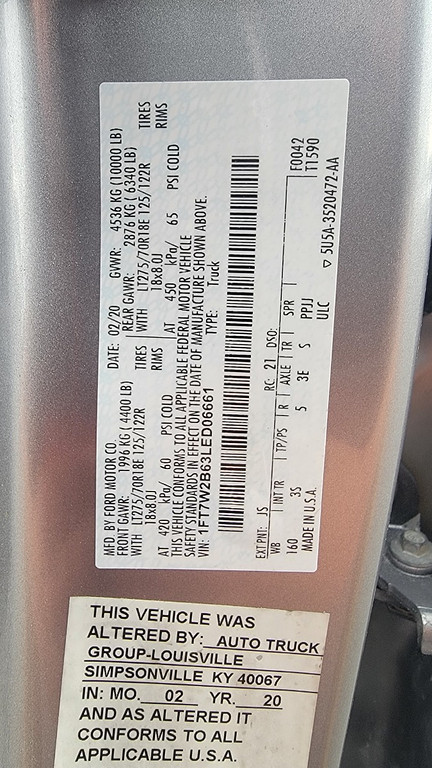 MFD. BY FORD MOTOR CO.
DATE: 02/20 GVWR: 4536 KG (10000 LB)
FRONT GAWR: 1996 KG (4400 LB) REAR GAWR: 2876 KG (6340 LB)
WITH LT275/70R18E 125/122R TIRES WITH LT275/70R18E 125/122R TIRES
18x8.0J RIMS 18x8.0J RIMS
AT 420 kPa/ 60 PSI COLD AT 450 kPa/ 65 PSI COLD
THIS VEHICLE CONFORMS TO ALL APPLICABLE FEDERAL MOTOR VEHICLE
SAFETY STANDARDS IN EFFECT ON THE DATE OF MANUFACTURE SHOWN ABOVE.
VIN: 1FT7W2B63LED06661 TYPE: Truck
EXT PNT: JS RC: 21 DSO: F0042
WB INT TR TP/PS R AXLE TR SPR T1590
160 3S 5 3E S PPJJ
MADE IN U.S.A. ULC
▽ 5U5A-3520472-AA
THIS VEHICLE WAS
ALTERED BY: AUTO TRUCK
GROUP-LOUISVILLE
SIMPSONVILLE KY 40067
IN: MO. 02 YR. 20
AND AS ALTERED IT
CONFORMS TO ALL
APPLICABLE U.S.A.